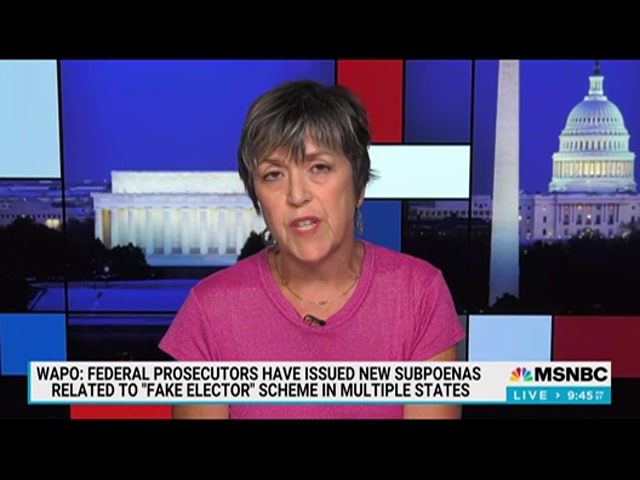 WAPO: FEDERAL PROSECUTORS HAVE ISSUED NEW SUBPOENAS
RELATED TO "FAKE ELECTOR" SCHEME IN MULTIPLE STATES
MSNBC
LIVE > 9:45